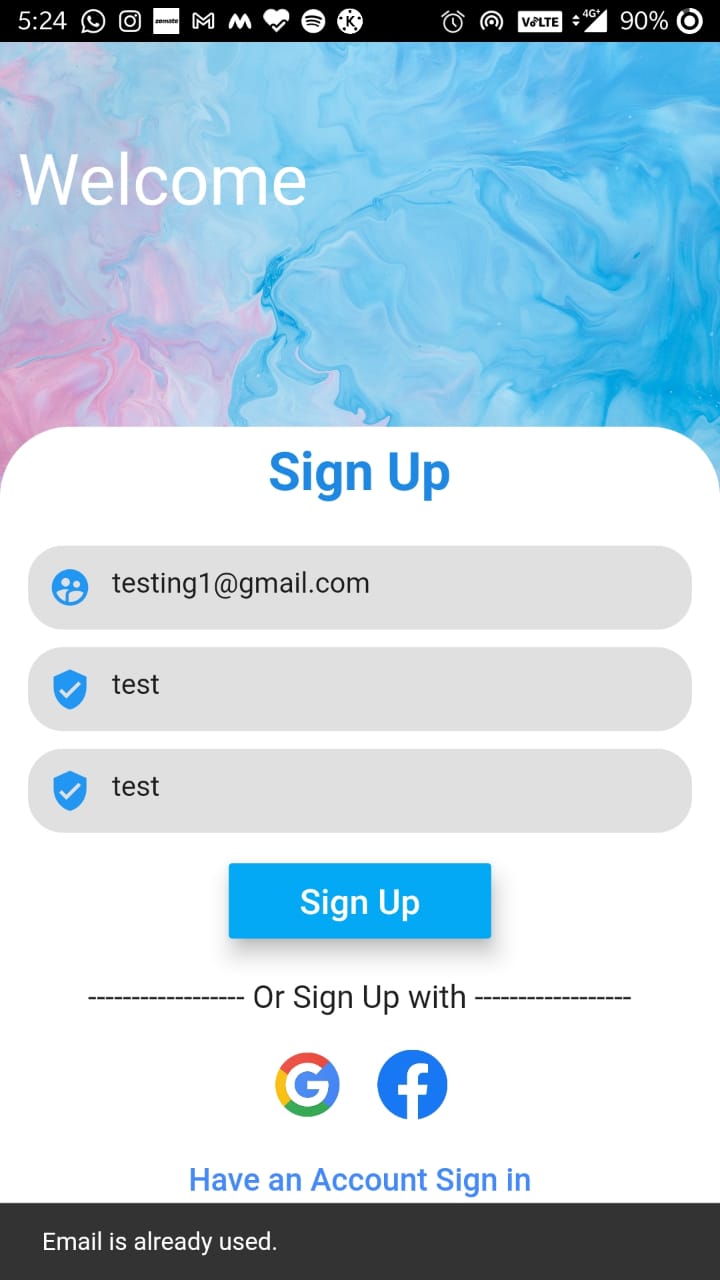 5:24 zomato K VoLTE 4G+ 90%
Welcome
Sign Up
testing1@gmail.com
test
test
Sign Up
------------------ Or Sign Up with ------------------
Have an Account Sign in
Email is already used.